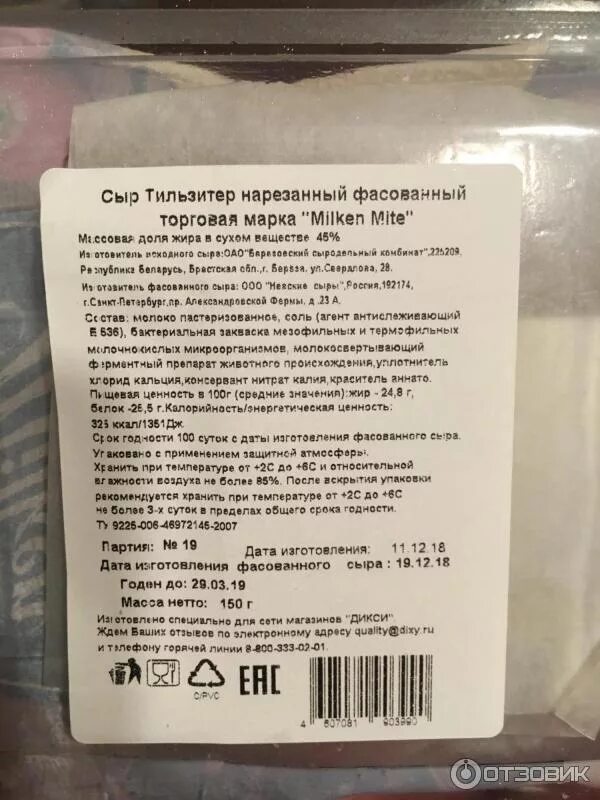 Сыр Тильзитер нарезанный фасованный
торговая марка "Milken Mite"
Массовая доля жира в сухом веществе 45%
Изготовитель исходного сыра:ОАО"Березовский сыродельный комбинат",225209,
Республика Беларусь, Брестская обл.,г. Береза, ул.Свердлова, 28.
Изготовитель фасованного сыра: ООО "Невские сыры",Россия,192174,
г.Санкт-Петербург,пр. Александровской Фермы, д.23 А.
Состав: молоко пастеризованное, соль (агент антислеживающий
Е 536), бактериальная закваска мезофильных и термофильных
молочнокислых микроорганизмов, молокосвертывающий
ферментный препарат животного происхождения,уплотнитель
хлорид кальция,консервант нитрат калия,краситель аннато.
Пищевая ценность в 100г (средние значения):жир - 24,8 г,
белок -25,5 г.Калорийность/энергетическая ценность:
325 ккал/1351Дж.
Срок годности 100 суток с даты изготовления фасованного сыра.
Упаковано с применением защитной атмосферы.
Хранить при температуре от +2С до +6С и относительной
влажности воздуха не более 85%. После вскрытия упаковки
рекомендуется хранить при температуре от +2С до +6С
не более 3-х суток в пределах общего срока годности.
ТУ 9225-006-46972145-2007
Партия: № 19 Дата изготовления: 11.12.18
Дата изготовления фасованного сыра : 19.12.18
Годен до: 29.03.19
Масса нетто: 150 г
Изготовлено специально для сети магазинов "ДИКСИ"
Ждем Ваших отзывов по электронному адресу quality@dixy.ru
и телефону горячей линии 8-800-333-02-01.
C/PVC
ЕАС
4 607081 903990
ОТЗОВИК